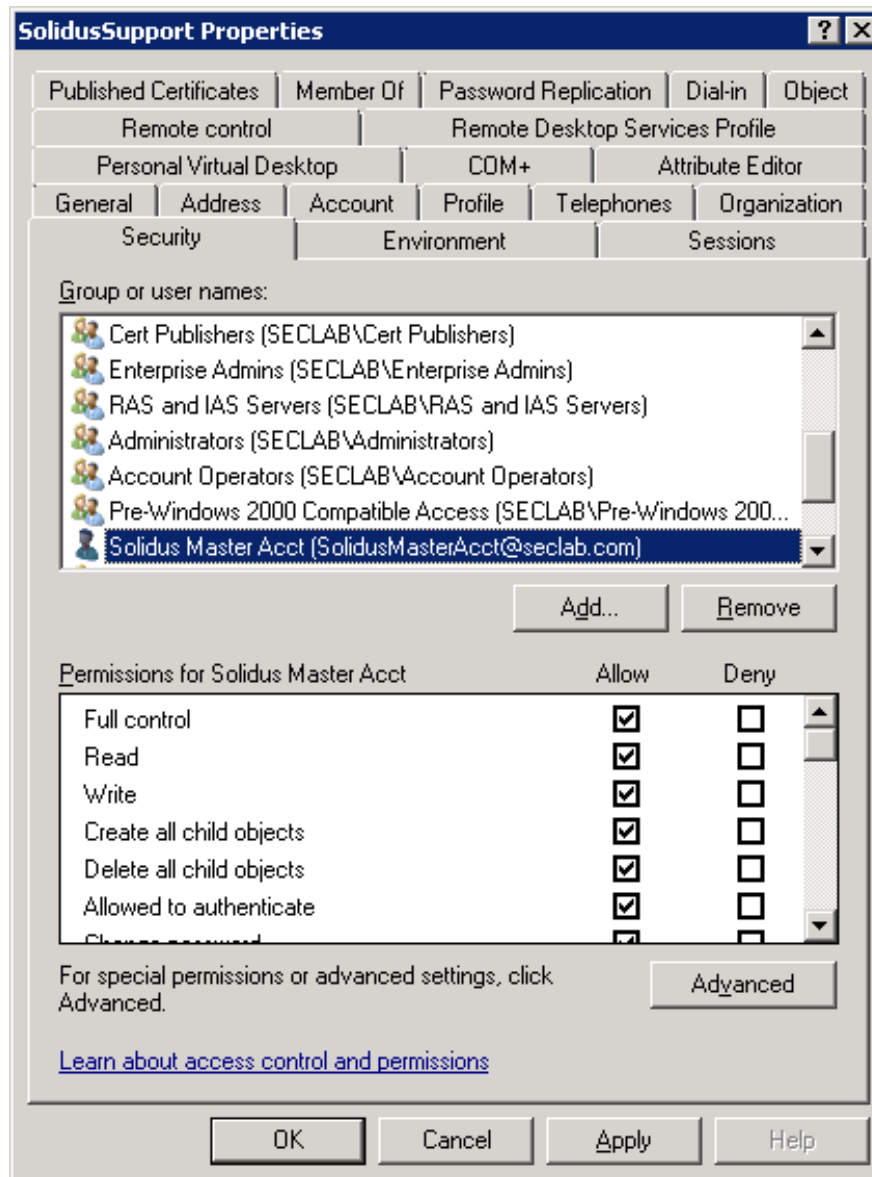 SolidusSupport Properties
Published Certificates Member Of Password Replication Dial-in Object
Remote control Remote Desktop Services Profile
Personal Virtual Desktop COM+ Attribute Editor
General Address Account Profile Telephones Organization
Security Environment Sessions
Group or user names:
Cert Publishers (SECLAB\Cert Publishers)
Enterprise Admins (SECLAB\Enterprise Admins)
RAS and IAS Servers (SECLAB\RAS and IAS Servers)
Administrators (SECLAB\Administrators)
Account Operators (SECLAB\Account Operators)
Pre-Windows 2000 Compatible Access (SECLAB\Pre-Windows 200...
Solidus Master Acct (SolidusMasterAcct@seclab.com)
Add... Remove
Permissions for Solidus Master Acct Allow Deny
Full control
Read
Write
Create all child objects
Delete all child objects
Allowed to authenticate
Change password
For special permissions or advanced settings, click
Advanced.
Advanced
Learn about access control and permissions
OK Cancel Apply Help